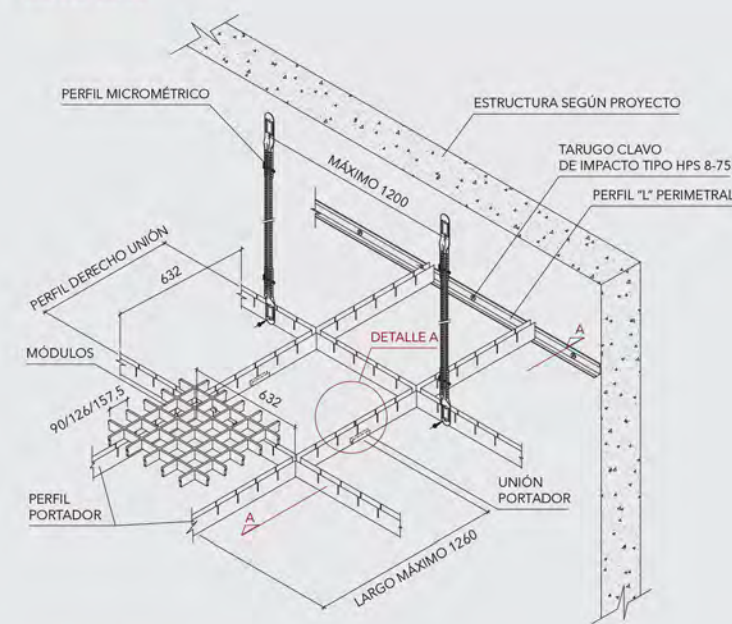 PERFIL MICROMÉTRICO
ESTRUCTURA SEGÚN PROYECTO
TARUGO CLAVO
DE IMPACTO TIPO HPS 8-75
PERFIL "L" PERIMETRAL
MÁXIMO 1200
PERFIL DERECHO UNIÓN
632
DETALLE A
A
MÓDULOS
632
90/126/157,5
PERFIL
PORTADOR
UNIÓN
PORTADOR
A
LARGO MÁXIMO 1260